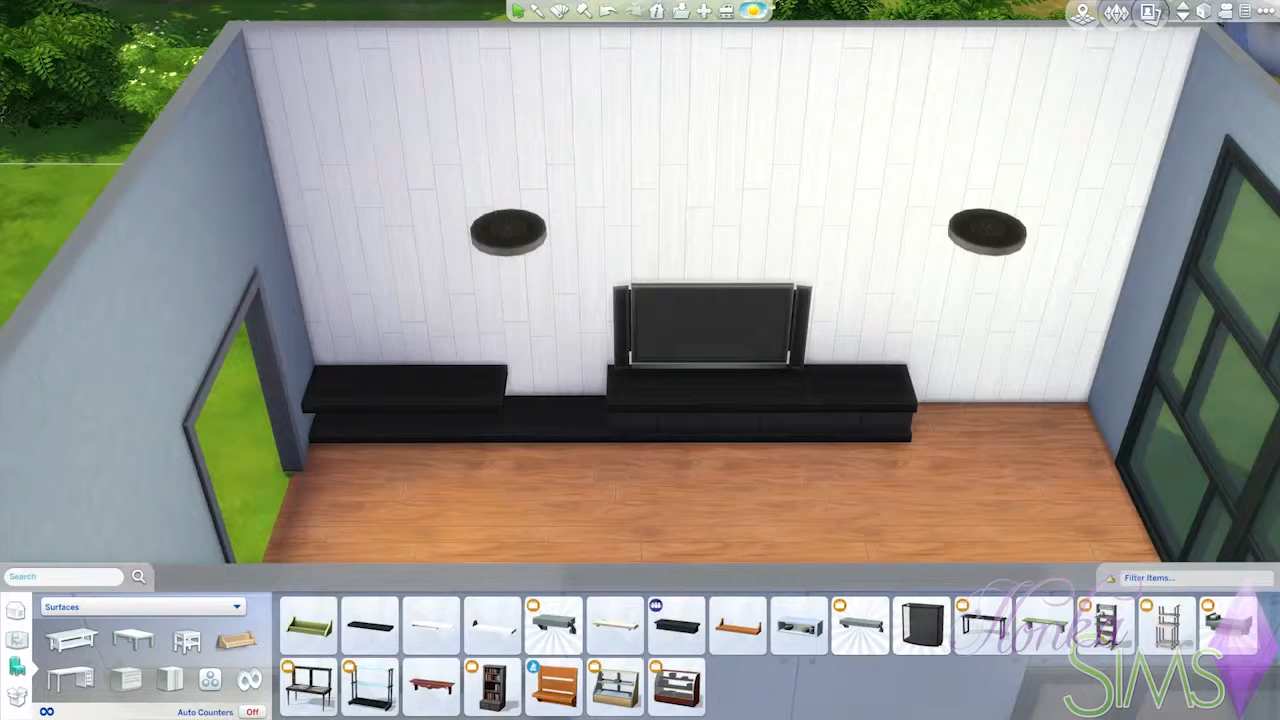 Search
Filter Items...
Surfaces
SIMS
Auto Counters Off